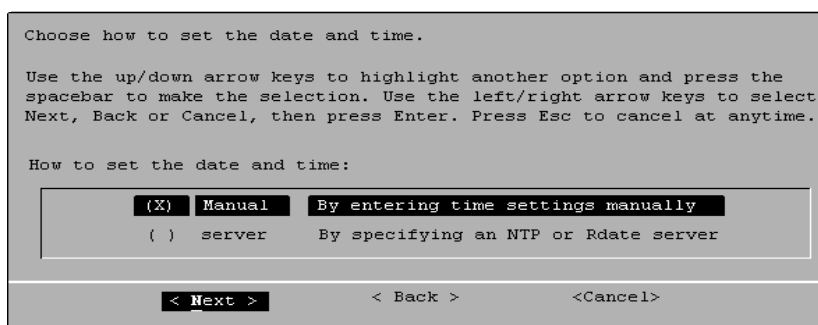 Choose how to set the date and time.
Use the up/down arrow keys to highlight another option and press the
spacebar to make the selection. Use the left/right arrow keys to select
Next, Back or Cancel, then press Enter. Press Esc to cancel at anytime.
How to set the date and time:
(X) Manual By entering time settings manually
( ) server By specifying an NTP or Rdate server
< Next > < Back > <Cancel>